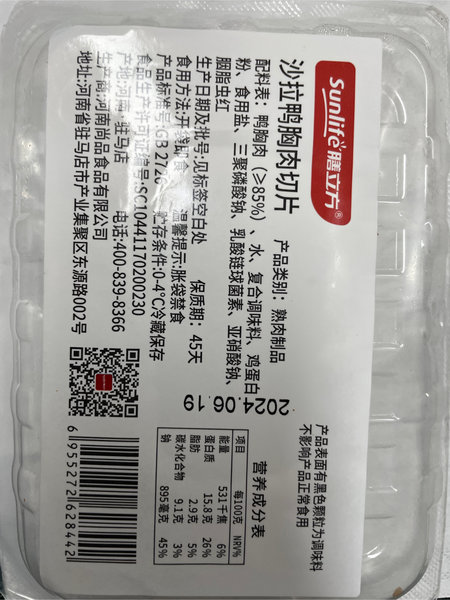 Sunlife®膳立方®
沙拉鸭胸肉切片
产品类别：熟肉制品
配料表：鸭胸肉（≥85%）、水、复合调味料、鸡蛋白
粉、食用盐、三聚磷酸钠、乳酸链球菌素、亚硝酸钠、
胭脂虫红
2024.06.19
生产日期及批号：见标签空白处 保质期：45天
食用方法：开袋即食 温馨提示：胀袋禁食
产品标准号：GB 2726 贮存条件：0-4℃冷藏保存
食品生产许可证编号：SC10441170200230
产地：河南·驻马店 电话：400-839-8366
生产商：河南尚品食品有限公司
地址：河南省驻马店市产业集聚区东源路002号
产品表面有黑色颗粒为调味料
不影响产品正常食用
营养成分表
项目 每100克 NRV%
能量 531千焦 6%
蛋白质 15.8克 26%
脂肪 2.9克 5%
碳水化合物 9.1克 3%
钠 895毫克 45%
6955272628442